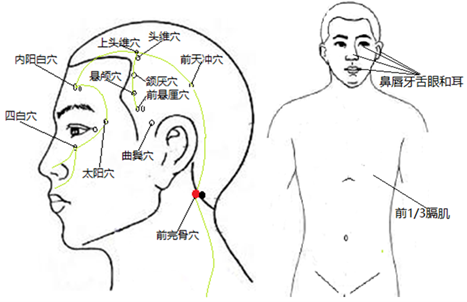 上头维穴
头维穴
内阳白穴
前天冲穴
悬颅穴
颔厌穴
前悬厘穴
四白穴
太阳穴
曲鬓穴
前完骨穴
鼻唇牙舌眼和耳
前1/3膈肌